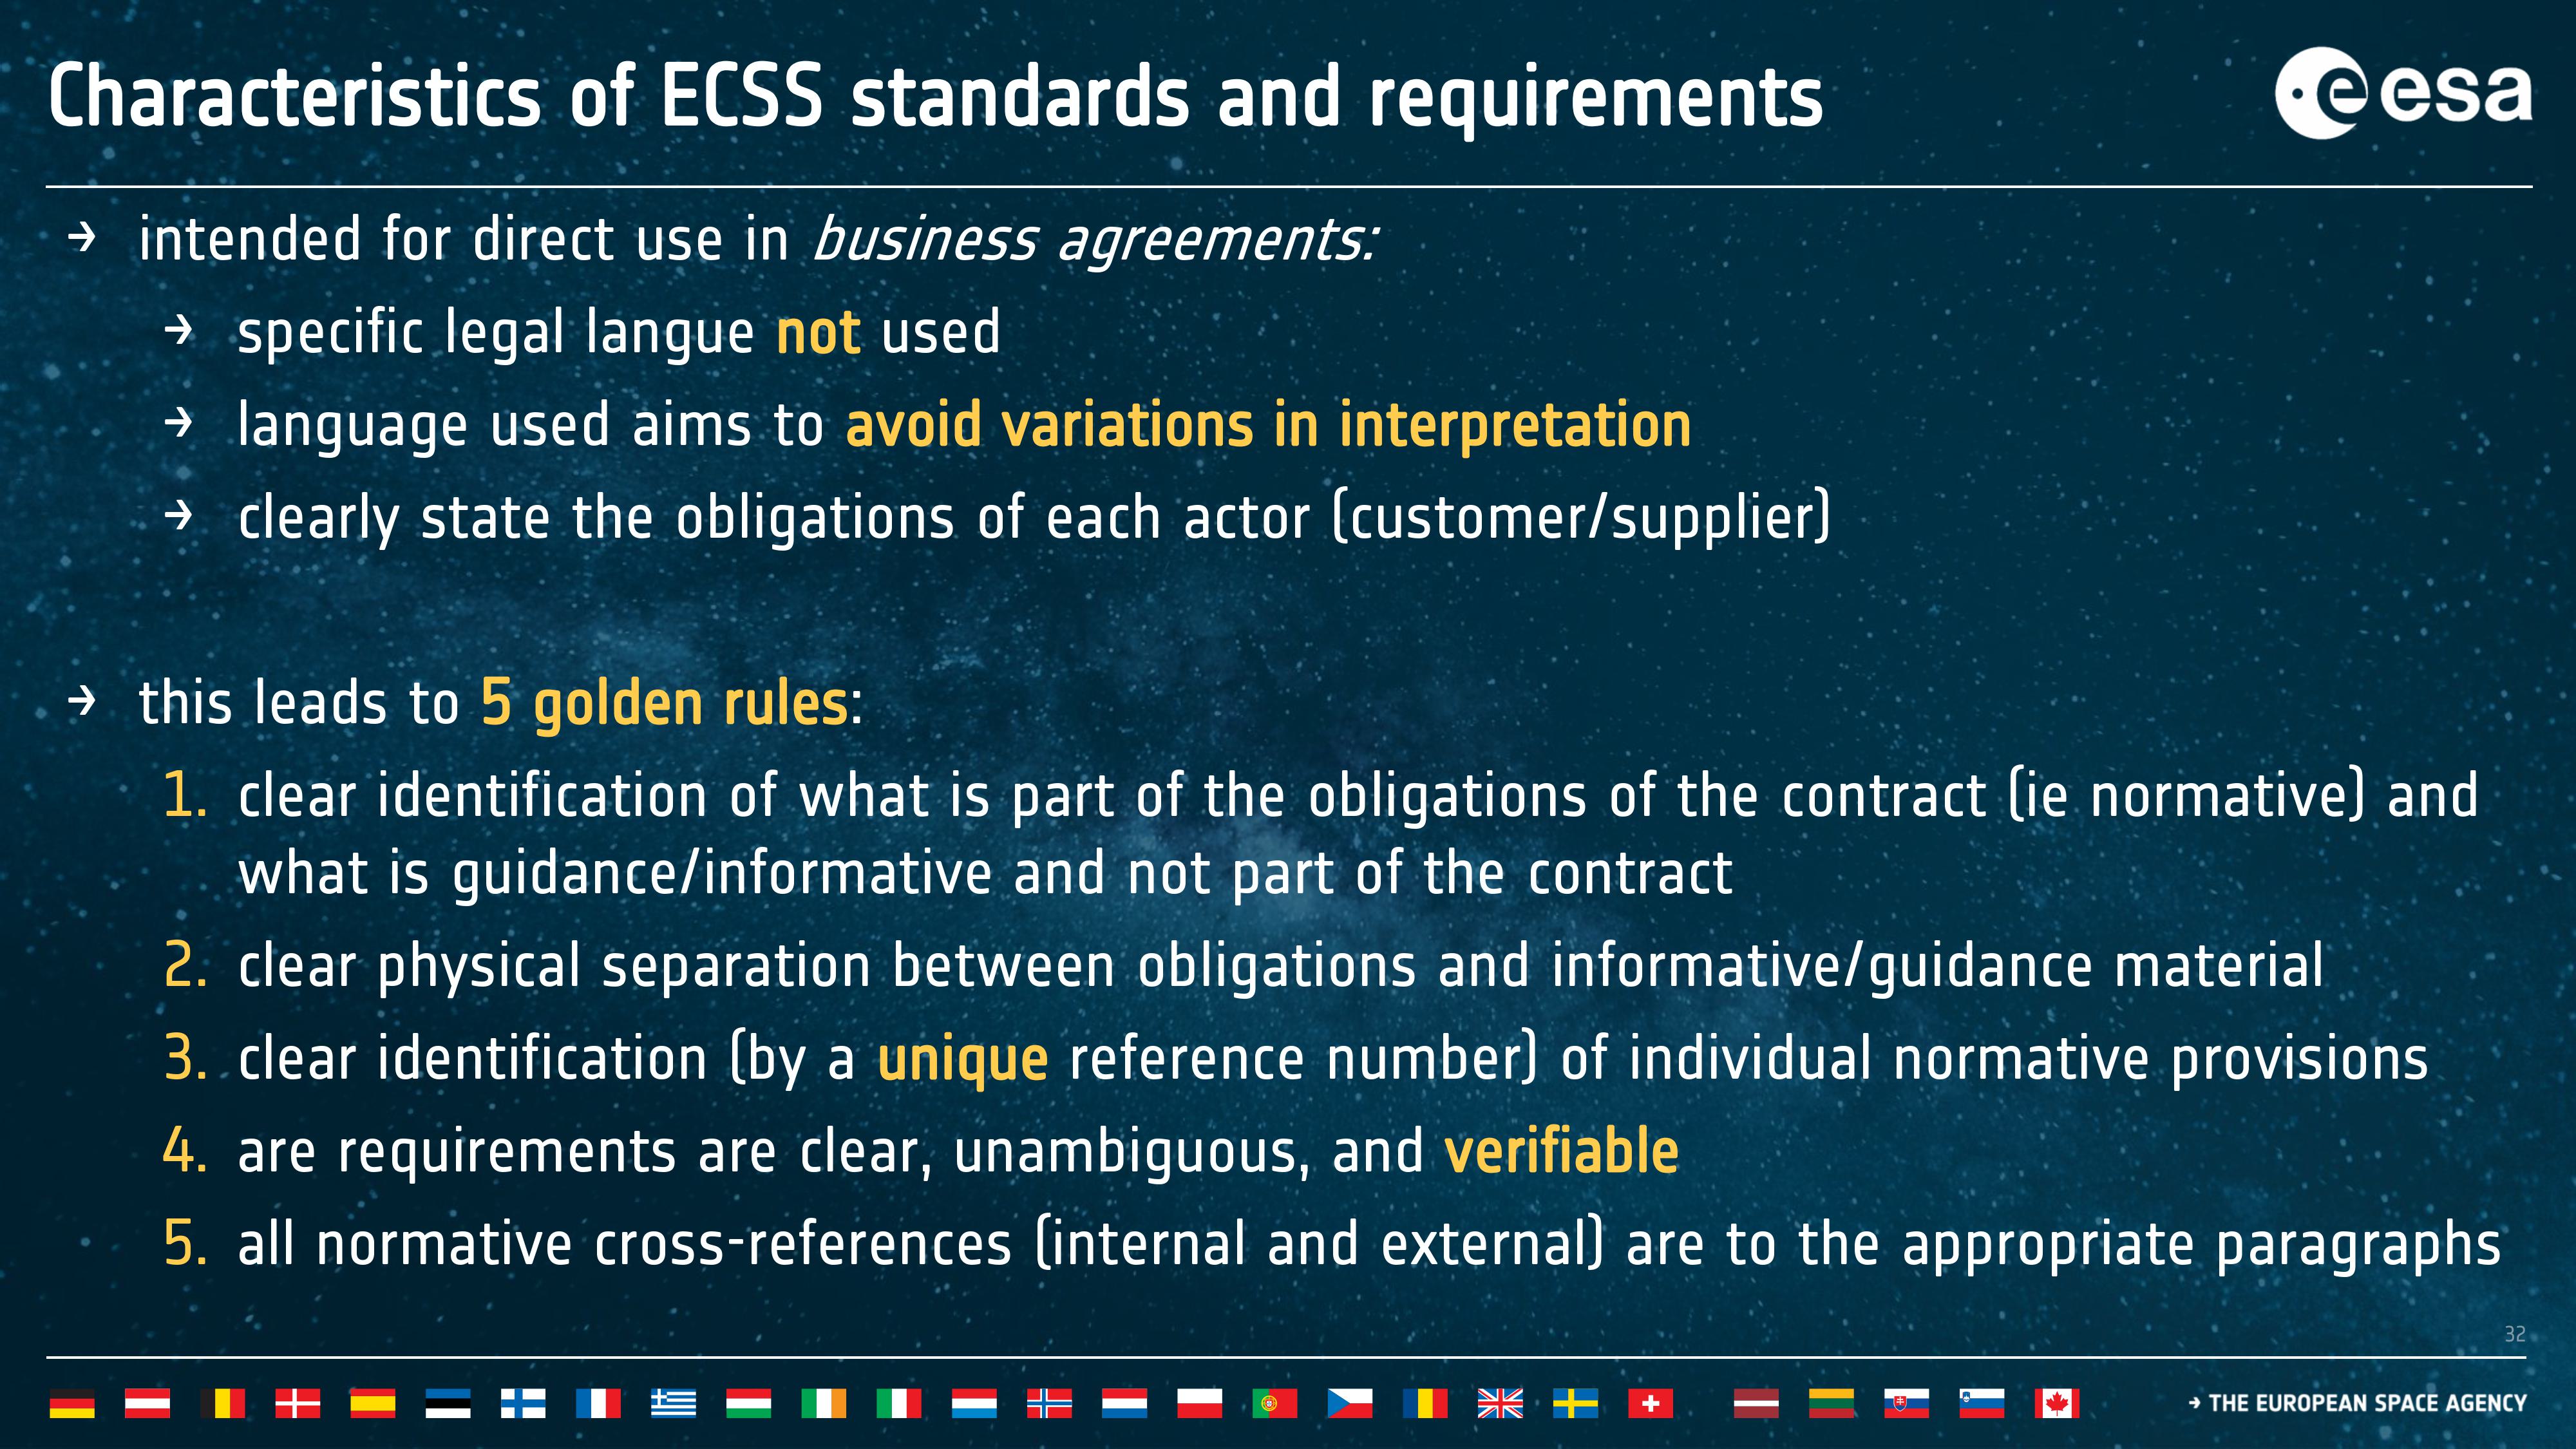 Characteristics of ECSS standards and requirements
esa
→ intended for direct use in business agreements:
→ specific legal langue not used
→ language used aims to avoid variations in interpretation
→ clearly state the obligations of each actor (customer/supplier)
→ this leads to 5 golden rules:
1. clear identification of what is part of the obligations of the contract (ie normative) and
what is guidance/informative and not part of the contract
2. clear physical separation between obligations and informative/guidance material
3. clear identification (by a unique reference number) of individual normative provisions
4. are requirements are clear, unambiguous, and verifiable
5. all normative cross-references (internal and external) are to the appropriate paragraphs
32
→ THE EUROPEAN SPACE AGENCY